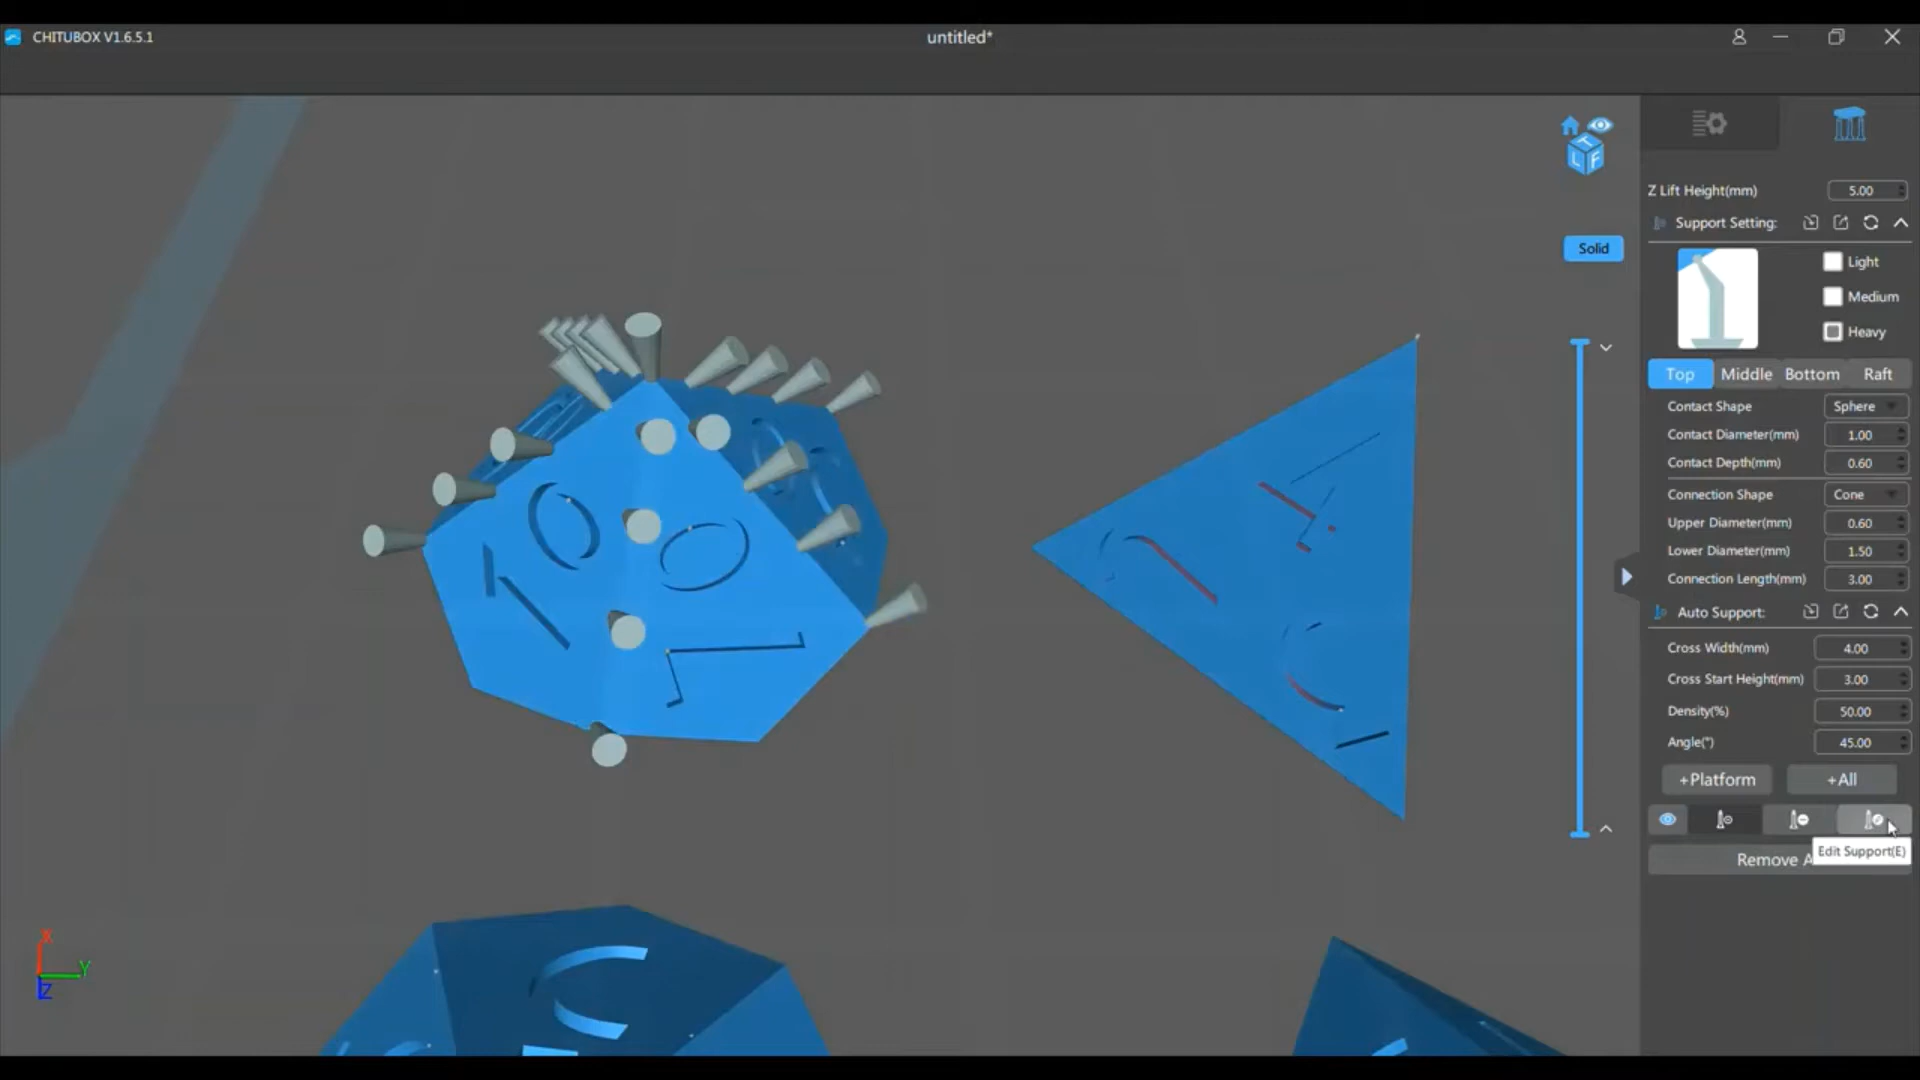 CHITUBOX V1.6.5.1
untitled*
T
L F
Solid
Z Lift Height(mm) 5.00
Support Setting:
Light
Medium
Heavy
Top Middle Bottom Raft
Contact Shape Sphere
Contact Diameter(mm) 1.00
Contact Depth(mm) 0.60
Connection Shape Cone
Upper Diameter(mm) 0.60
Lower Diameter(mm) 1.50
Connection Length(mm) 3.00
Auto Support:
Cross Width(mm) 4.00
Cross Start Height(mm) 3.00
Density(%) 50.00
Angle(°) 45.00
+Platform +All
Edit Support(E)
Remove A
X
Y
Z